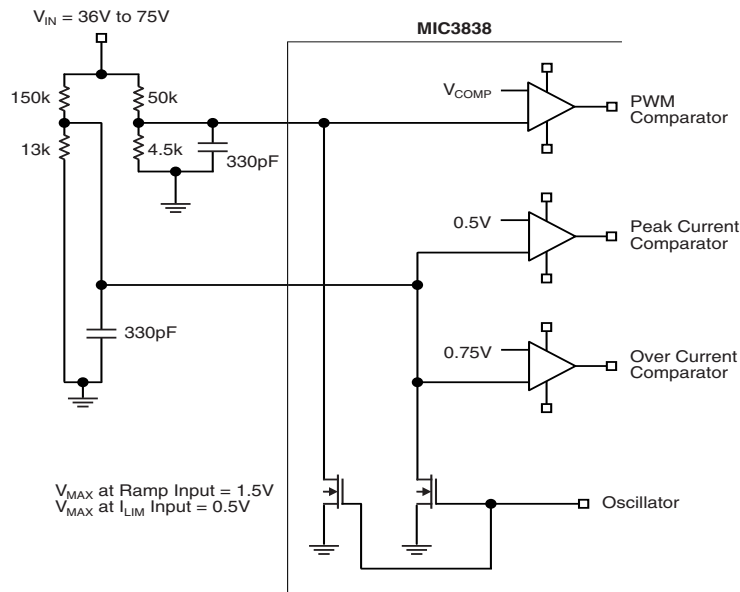 V_IN = 36V to 75V
MIC3838
150k
50k
V_COMP
PWM
Comparator
13k
4.5k
330pF
0.5V
Peak Current
Comparator
330pF
0.75V
Over Current
Comparator
V_MAX at Ramp Input = 1.5V
V_MAX at I_LIM Input = 0.5V
Oscillator